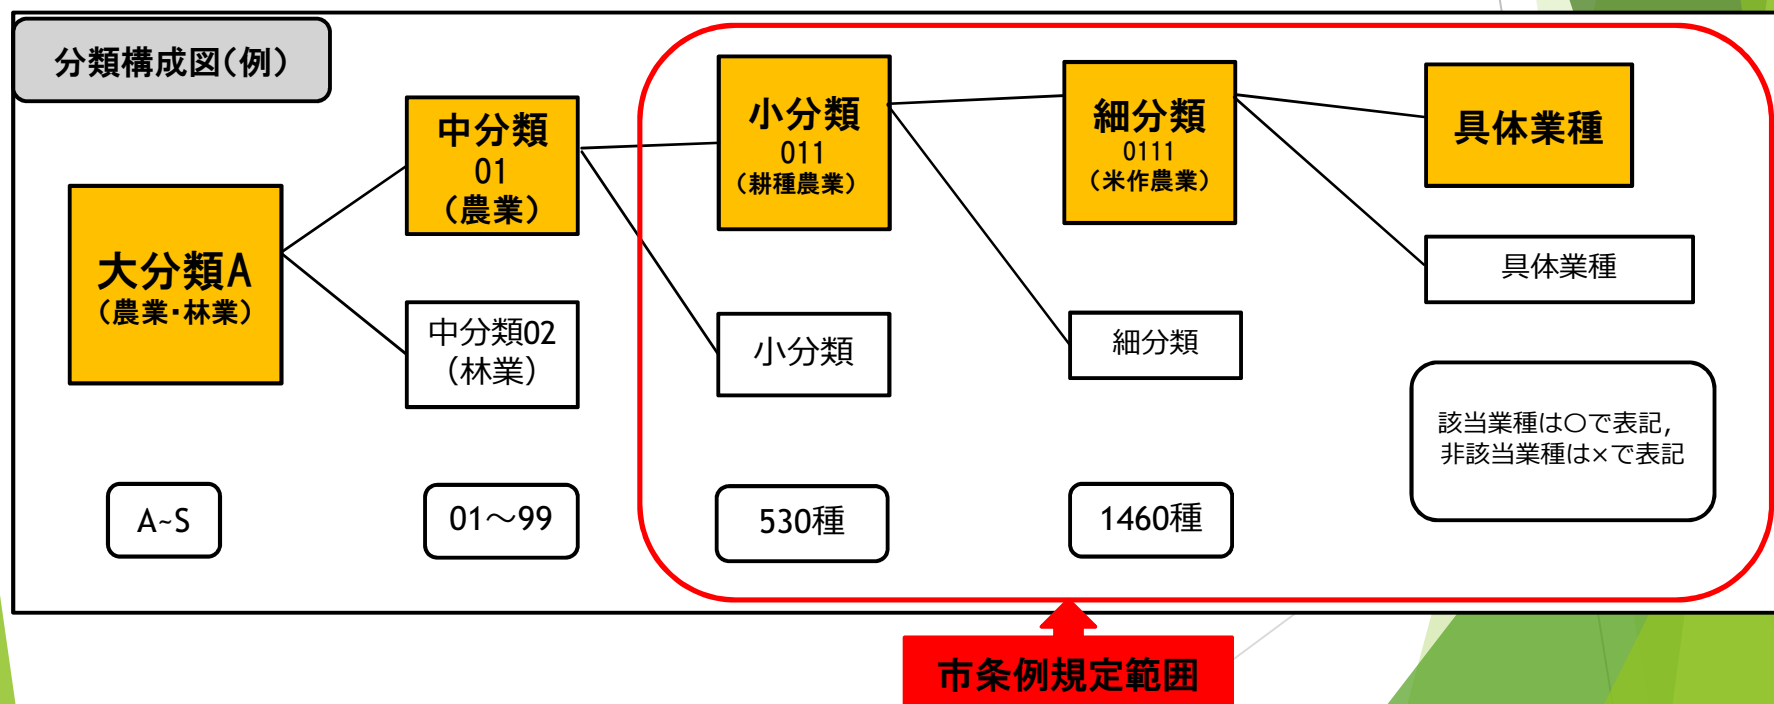 分類構成図(例)
大分類A
(農業・林業)
中分類
01
(農業)
中分類02
(林業)
小分類
011
(耕種農業)
小分類
細分類
0111
(米作農業)
細分類
具体業種
具体業種
該当業種は〇で表記,
非該当業種は×で表記
A~S
01～99
530種
1460種
市条例規定範囲